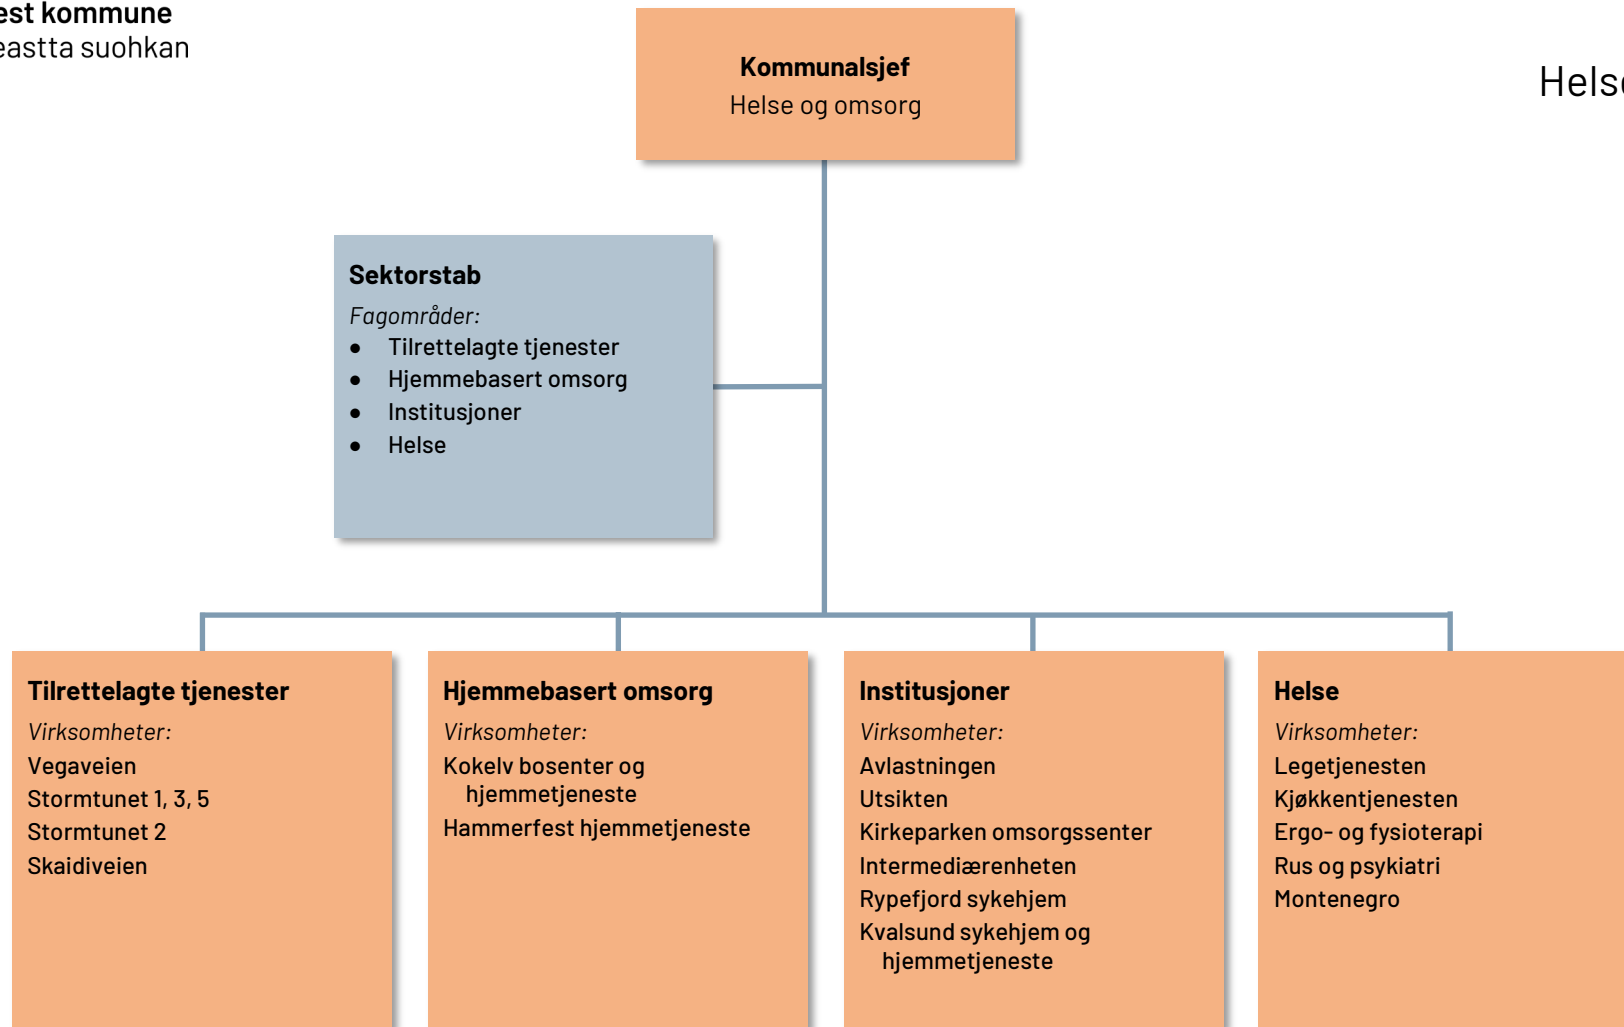 est kommune
eastta suohkan
Helse
Kommunalsjef
Helse og omsorg
Sektorstab
Fagområder:
• Tilrettelagte tjenester
• Hjemmebasert omsorg
• Institusjoner
• Helse
Tilrettelagte tjenester
Virksomheter:
Vegaveien
Stormtunet 1, 3, 5
Stormtunet 2
Skaidiveien
Hjemmebasert omsorg
Virksomheter:
Kokelv bosenter og
hjemmetjeneste
Hammerfest hjemmetjeneste
Institusjoner
Virksomheter:
Avlastningen
Utsikten
Kirkeparken omsorgssenter
Intermediærenheten
Rypefjord sykehjem
Kvalsund sykehjem og
hjemmetjeneste
Helse
Virksomheter:
Legetjenesten
Kjøkkentjenesten
Ergo- og fysioterapi
Rus og psykiatri
Montenegro